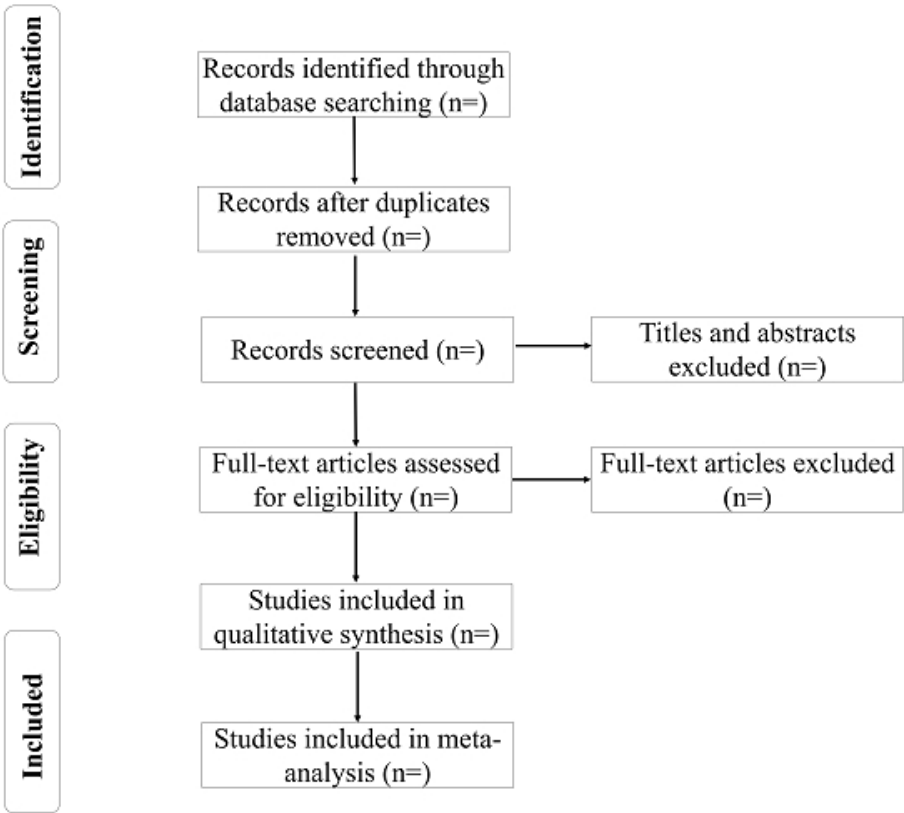 Identification
Records identified through
database searching (n=)
Records after duplicates
removed (n=)
Screening
Records screened (n=)
Titles and abstracts
excluded (n=)
Eligibility
Full-text articles assessed
for eligibility (n=)
Full-text articles excluded
(n=)
Studies included in
qualitative synthesis (n=)
Included
Studies included in meta-
analysis (n=)